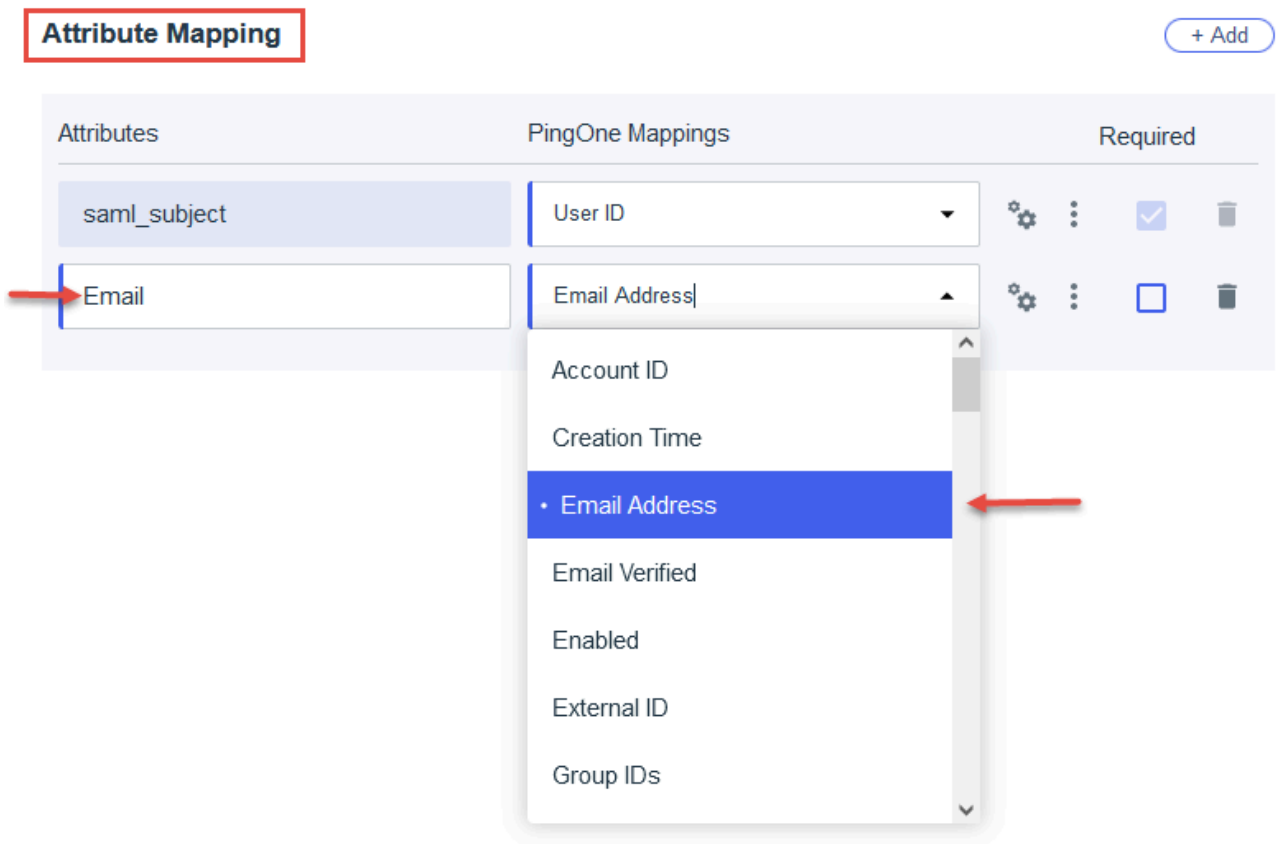 Attribute Mapping
+ Add
Attributes PingOne Mappings Required
saml_subject User ID
Email Email Address
Account ID
Creation Time
• Email Address
Email Verified
Enabled
External ID
Group IDs